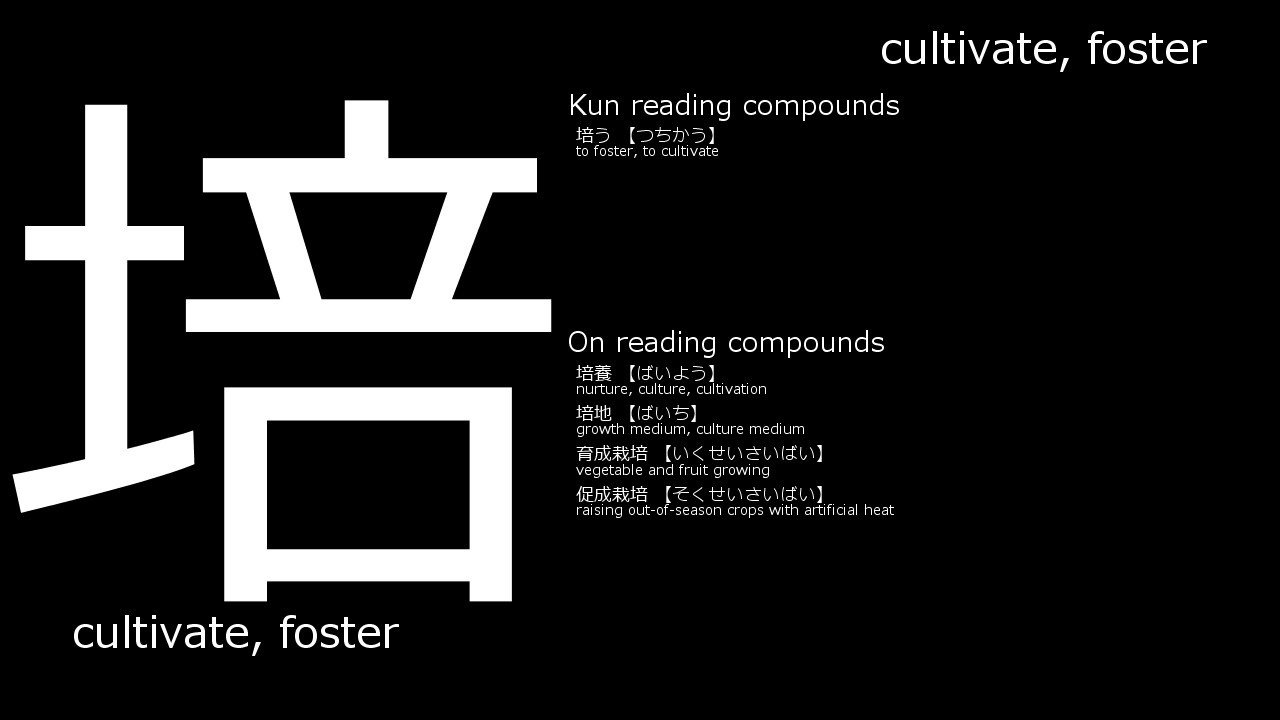 cultivate, foster
培
Kun reading compounds
培う 【つちかう】
to foster, to cultivate
On reading compounds
培養 【ばいよう】
nurture, culture, cultivation
培地 【ばいち】
growth medium, culture medium
育成栽培 【いくせいさいばい】
vegetable and fruit growing
促成栽培 【そくせいさいばい】
raising out-of-season crops with artificial heat
cultivate, foster